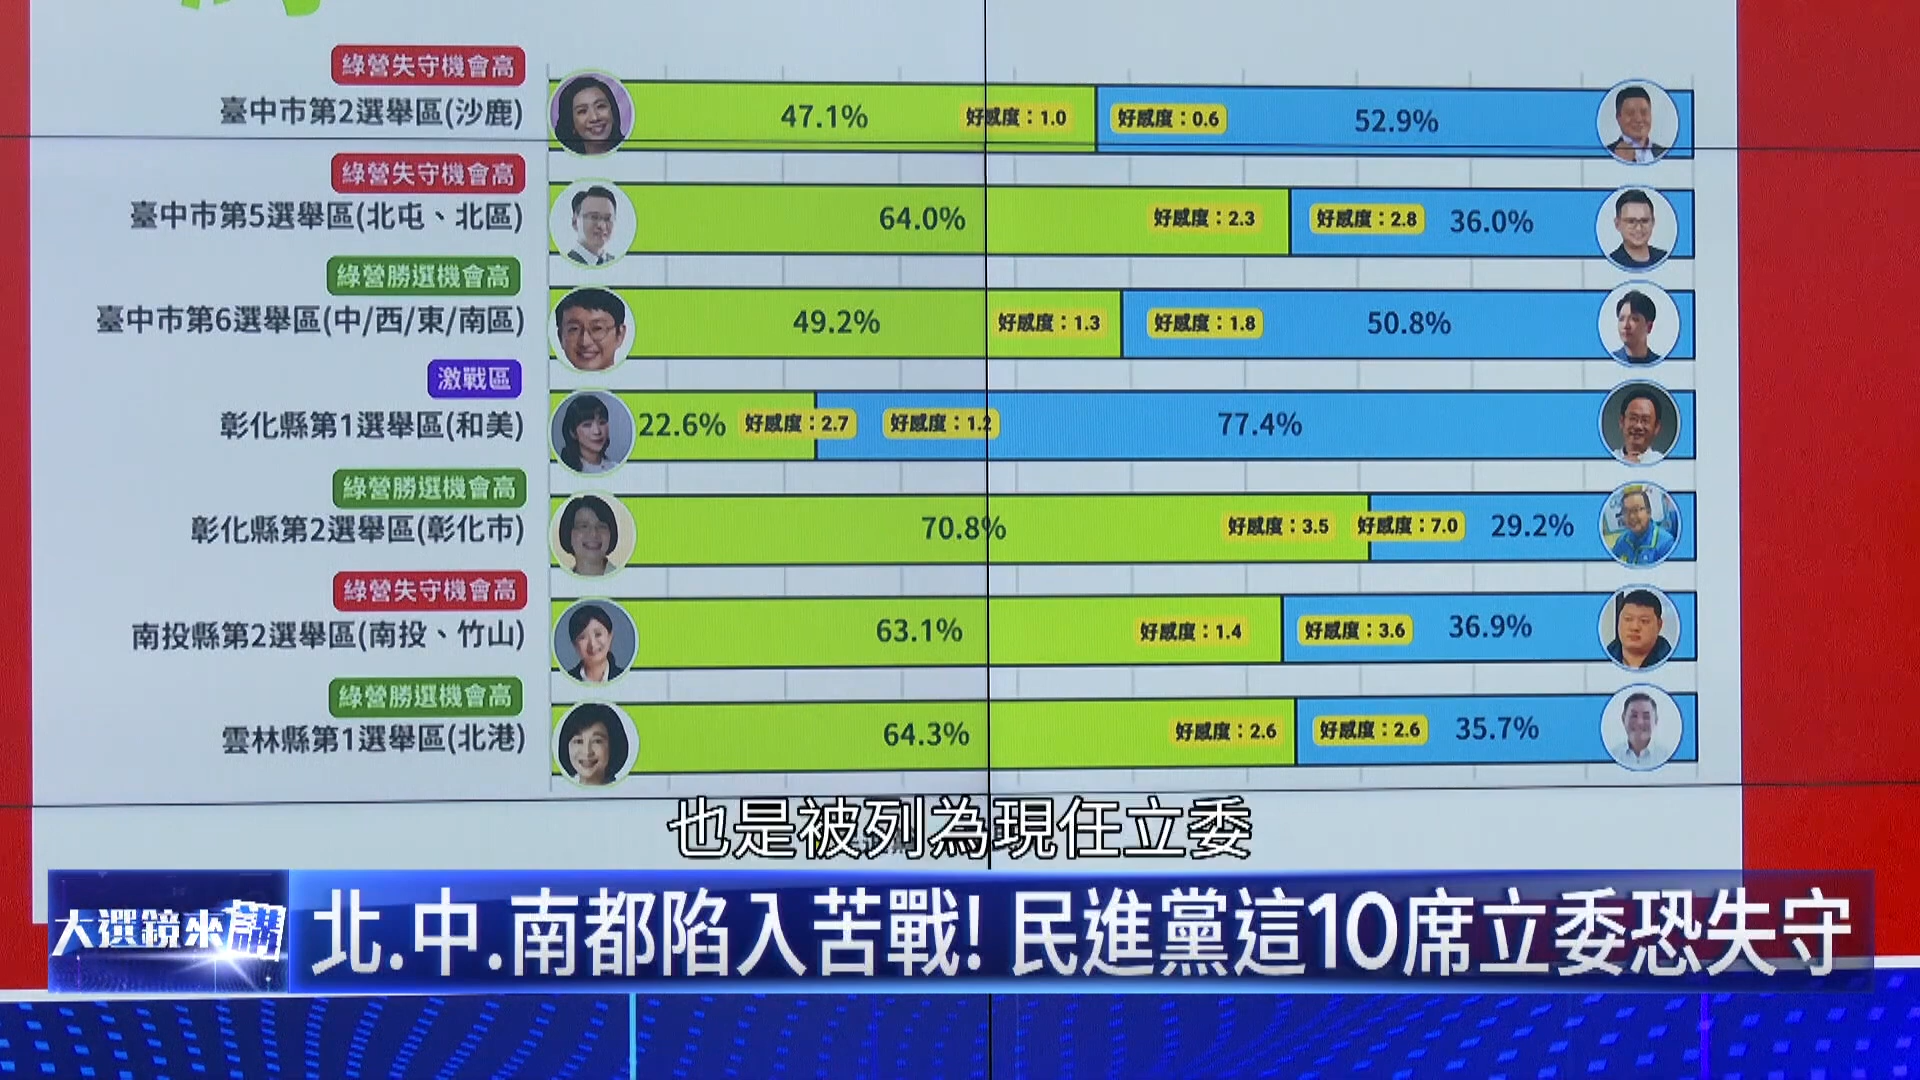 綠營失守機會高
臺中市第2選舉區(沙鹿)
47.1%
好感度：1.0
好感度：0.6
52.9%
綠營失守機會高
臺中市第5選舉區(北屯、北區)
64.0%
好感度：2.3
好感度：2.8
36.0%
綠營勝選機會高
臺中市第6選舉區(中/西/東/南區)
49.2%
好感度：1.3
好感度：1.8
50.8%
激戰區
彰化縣第1選舉區(和美)
22.6%
好感度：2.7
好感度：1.2
77.4%
綠營勝選機會高
彰化縣第2選舉區(彰化市)
70.8%
好感度：3.5
好感度：7.0
29.2%
綠營失守機會高
南投縣第2選舉區(南投、竹山)
63.1%
好感度：1.4
好感度：3.6
36.9%
綠營勝選機會高
雲林縣第1選舉區(北港)
64.3%
好感度：2.6
好感度：2.6
35.7%
也是被列為現任立委
大選鏡來講
北.中.南都陷入苦戰! 民進黨這10席立委恐失守